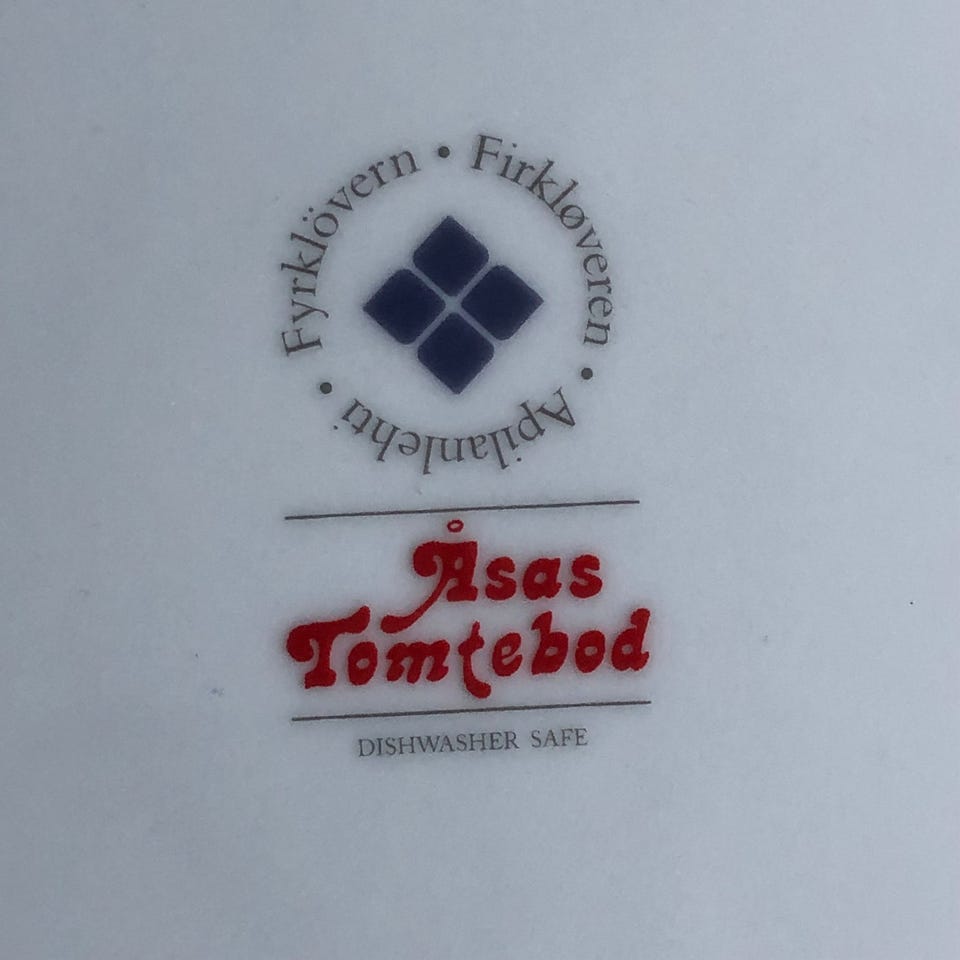 Fyrklövern • Firkløveren • Apilanlehti •
Åsas
Tomtebod
DISHWASHER SAFE